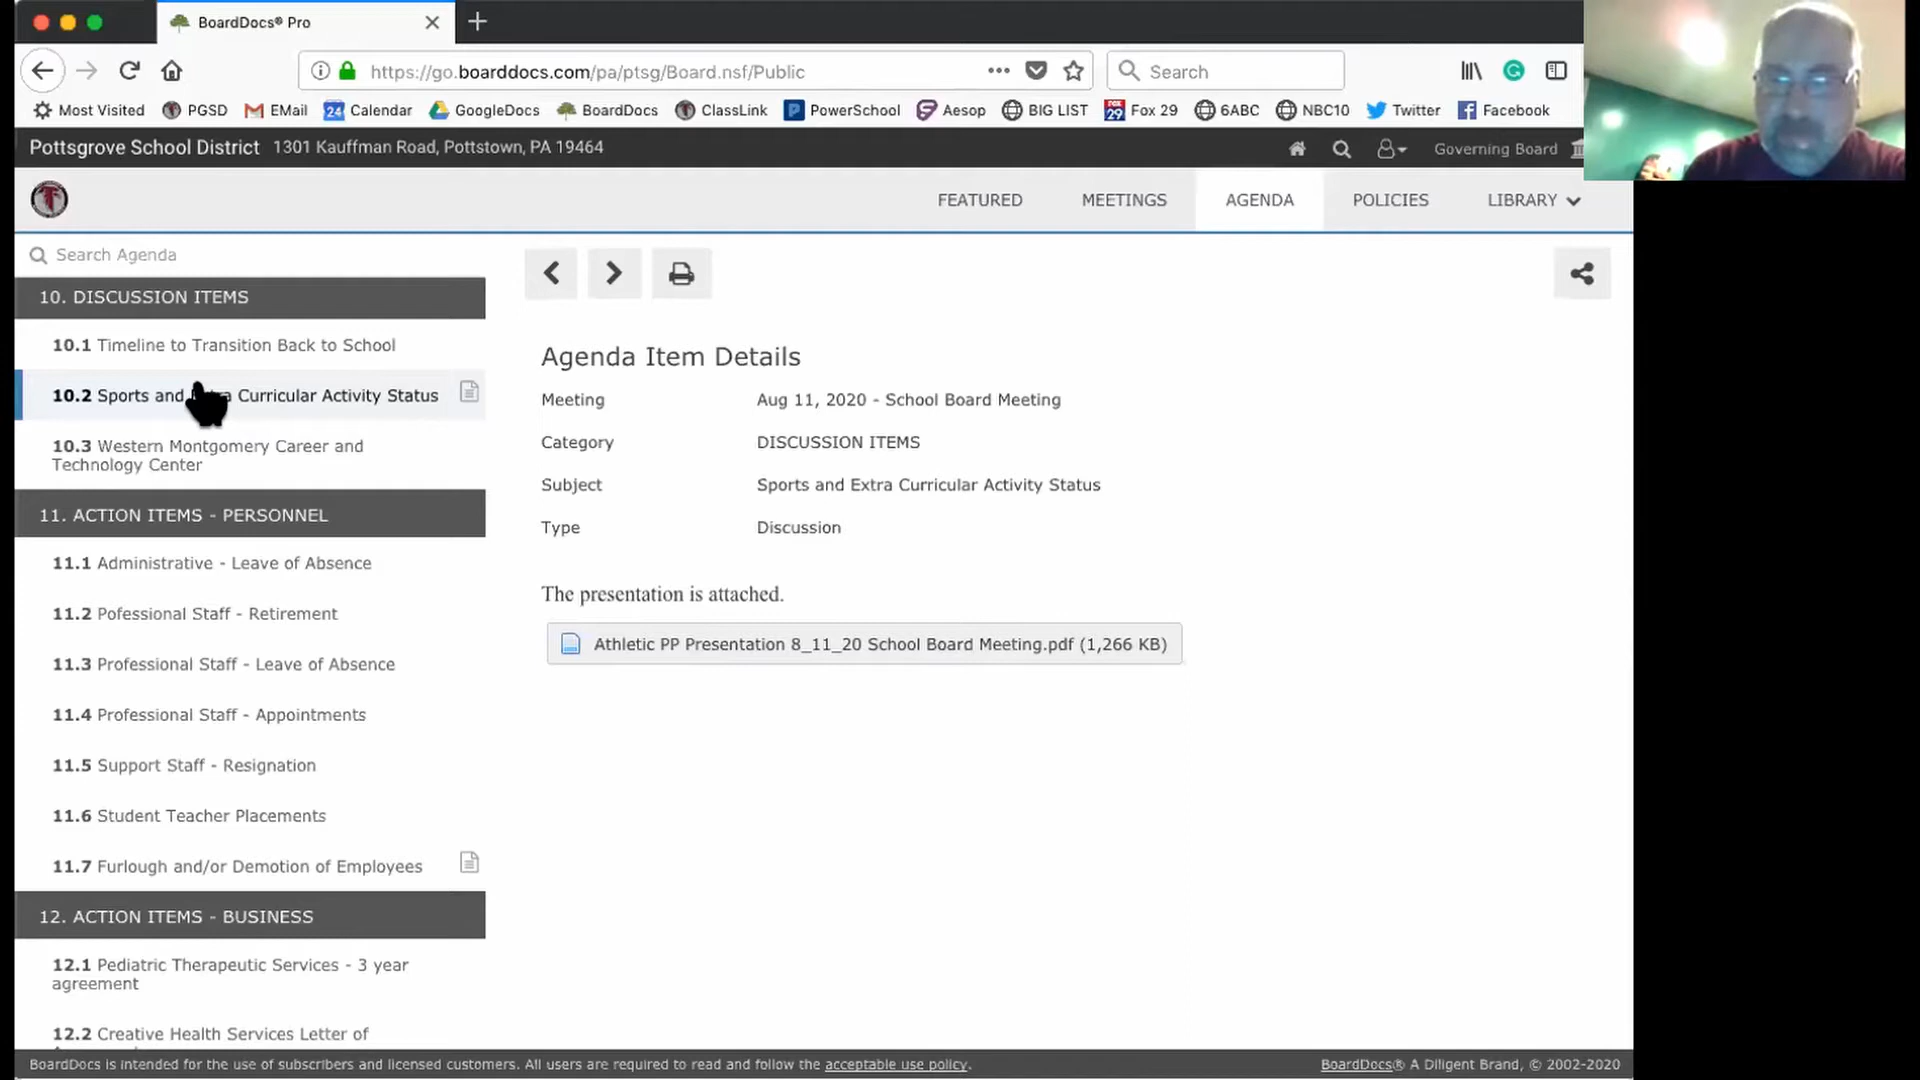 BoardDocs® Pro
https://go.boarddocs.com/pa/ptsg/Board.nsf/Public
Search
Most Visited PGSD EMail 24 Calendar GoogleDocs BoardDocs ClassLink PowerSchool Aesop BIG LIST FOX 29 Fox 29 6ABC NBC10 Twitter Facebook
Pottsgrove School District 1301 Kauffman Road, Pottstown, PA 19464
Governing Board
FEATURED MEETINGS AGENDA POLICIES LIBRARY
Search Agenda
10. DISCUSSION ITEMS
10.1 Timeline to Transition Back to School
10.2 Sports and Curricular Activity Status
10.3 Western Montgomery Career and
Technology Center
11. ACTION ITEMS - PERSONNEL
11.1 Administrative - Leave of Absence
11.2 Pofessional Staff - Retirement
11.3 Professional Staff - Leave of Absence
11.4 Professional Staff - Appointments
11.5 Support Staff - Resignation
11.6 Student Teacher Placements
11.7 Furlough and/or Demotion of Employees
12. ACTION ITEMS - BUSINESS
12.1 Pediatric Therapeutic Services - 3 year
agreement
12.2 Creative Health Services Letter of
Agenda Item Details
Meeting Aug 11, 2020 - School Board Meeting
Category DISCUSSION ITEMS
Subject Sports and Extra Curricular Activity Status
Type Discussion
The presentation is attached.
Athletic PP Presentation 8_11_20 School Board Meeting.pdf (1,266 KB)
BoardDocs is intended for the use of subscribers and licensed customers. All users are required to read and follow the acceptable use policy.
BoardDocs® A Diligent Brand, © 2002-2020